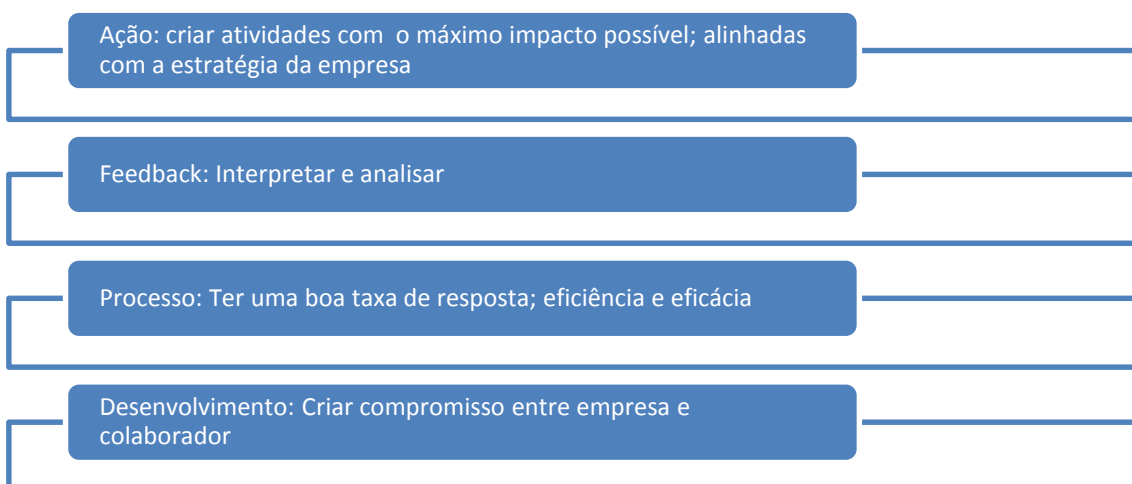 Ação: criar atividades com o máximo impacto possível; alinhadas
com a estratégia da empresa
Feedback: Interpretar e analisar
Processo: Ter uma boa taxa de resposta; eficiência e eficácia
Desenvolvimento: Criar compromisso entre empresa e
colaborador